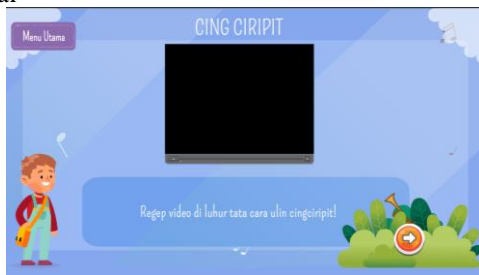 Menu Utama
CING CIRIPIT
Regep video di luhur tata cara ulin cingciripit!